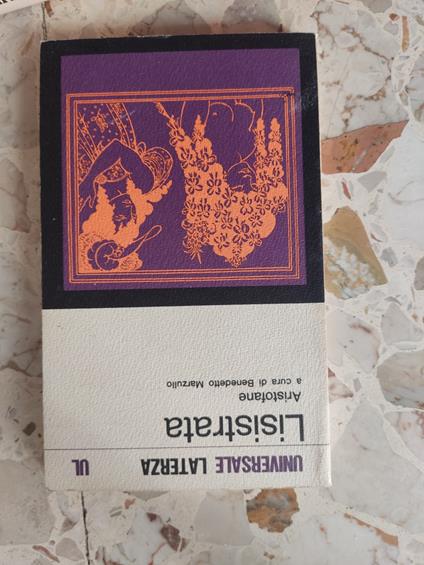 UNIVERSALE LATERZA UL
Lisistrata
Aristofane
a cura di Benedetto Marzullo